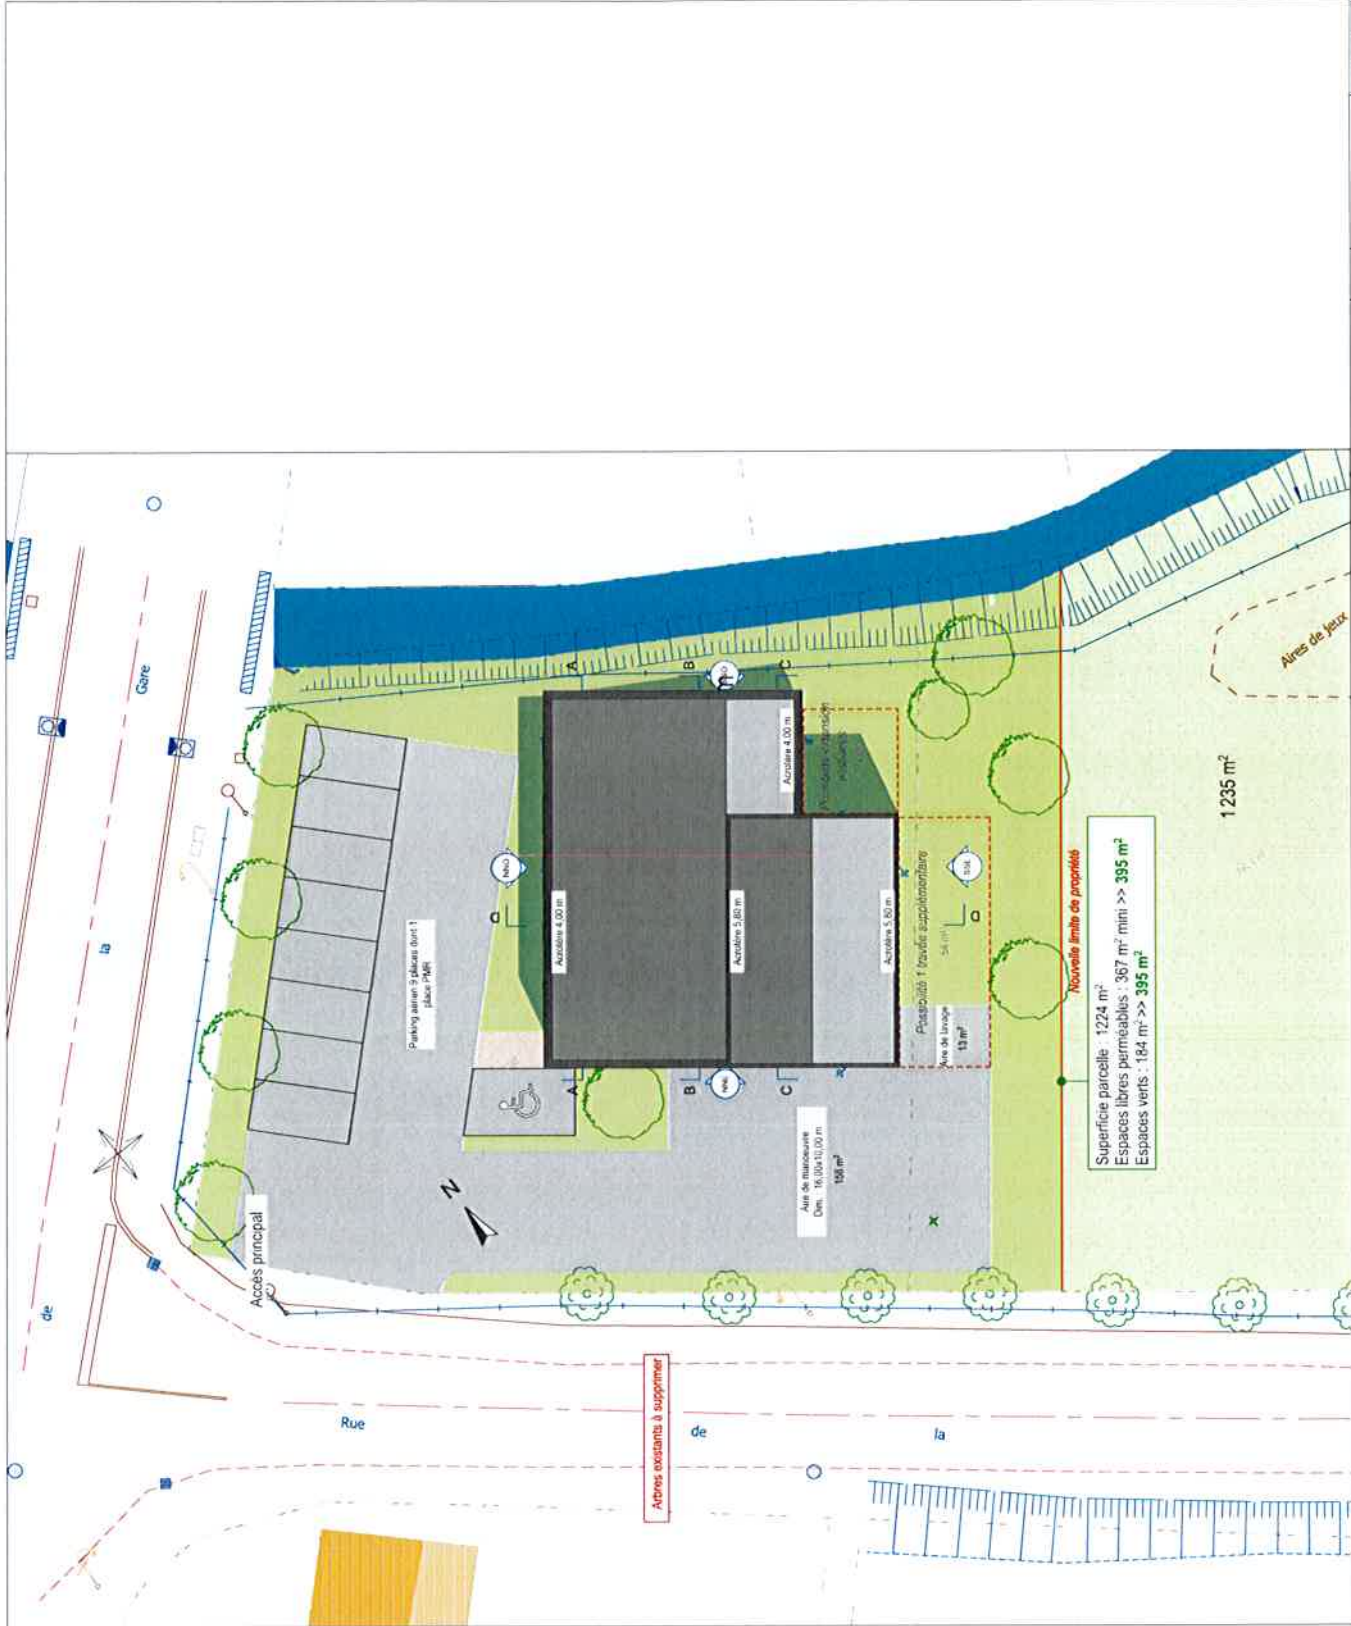 de
la
Gare
Accès principal
Parking aérien 9 places dont 1
place PMR
N
NNO
a
A
B
C
Acrotère 4,00 m
Acrotère 5,80 m
Acrotère 4,00 m
Acrotère 5,80 m
A
B
C
Possibilité 1 travée supplémentaire
a
Aire de lavage
13 m²
Aire de manoeuvre
Dim. : 16,00x10,00 m
156 m²
Nouvelle limite de propriété
Superficie parcelle : 1224 m²
Espaces libres perméables : 367 m² mini >> 395 m²
Espaces verts : 184 m² >> 395 m²
1235 m²
Aires de jeux
Arbres existants à supprimer
Rue
de
la